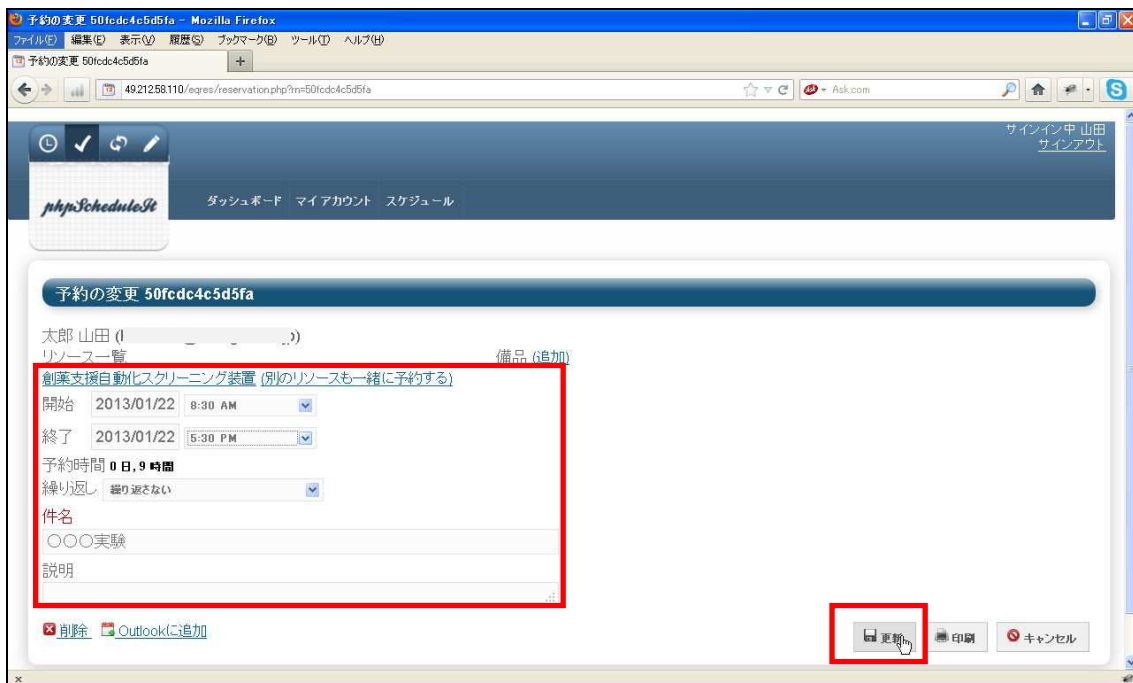 予約の変更 50fcdc4c5d5fa - Mozilla Firefox
ファイル(F) 編集(E) 表示(V) 履歴(S) ブックマーク(B) ツール(T) ヘルプ(H)
予約の変更 50fcdc4c5d5fa +
49.212.58.110/eqres/reservation.php?rn=50fcdc4c5d5fa Ask.com
サインイン中 山田
サインアウト
phpScheduleIt
ダッシュボード マイ アカウント スケジュール
予約の変更 50fcdc4c5d5fa
太郎 山田
リソース一覧 備品 (追加)
創薬支援自動化スクリーニング装置 (別のリソースも一緒に予約する)
開始 2013/01/22 8:30 AM
終了 2013/01/22 5:30 PM
予約時間 0 日, 9 時間
繰り返し 繰り返さない
件名
〇〇〇実験
説明
削除 Outlookに追加
更新 印刷 キャンセル